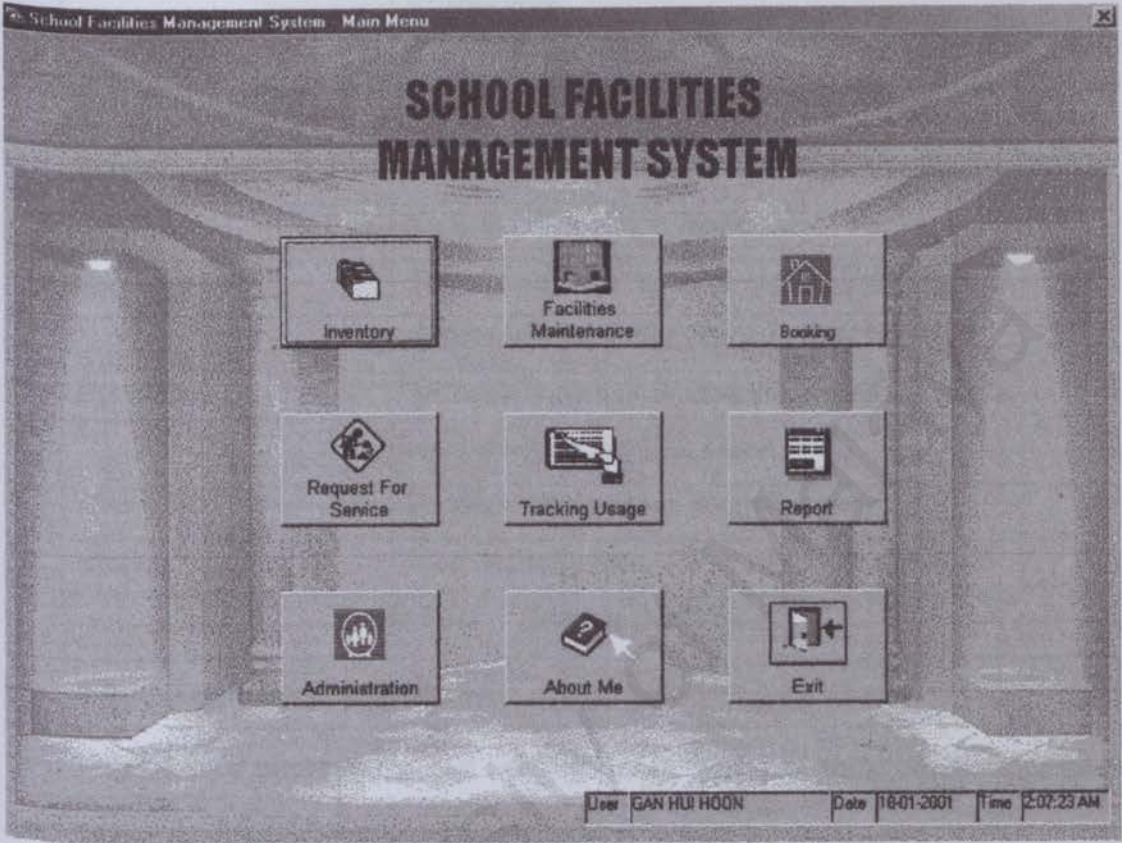 School Facilities Management System - Main Menu
SCHOOL FACILITIES
MANAGEMENT SYSTEM
Inventory
Facilities
Maintenance
Booking
Request For
Service
Tracking Usage
Report
Administration
About Me
Exit
User GAN HUI HOON Date 18-01-2001 Time 2:07:23 AM